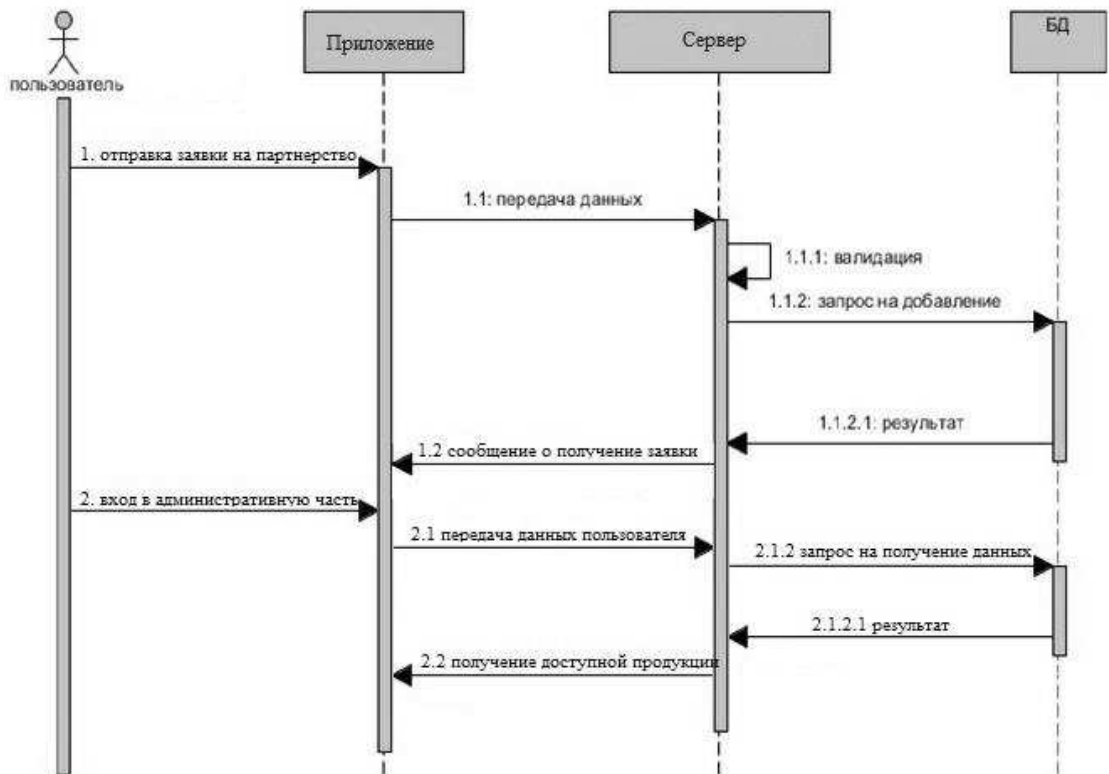 Приложение
Сервер
БД
пользователь
1. отправка заявки на партнерство
1.1: передача данных
1.1.1: валидация
1.1.2: запрос на добавление
1.1.2.1: результат
1.2 сообщение о получение заявки
2. вход в административную часть
2.1 передача данных пользователя
2.1.2 запрос на получение данных
2.1.2.1 результат
2.2 получение доступной продукции